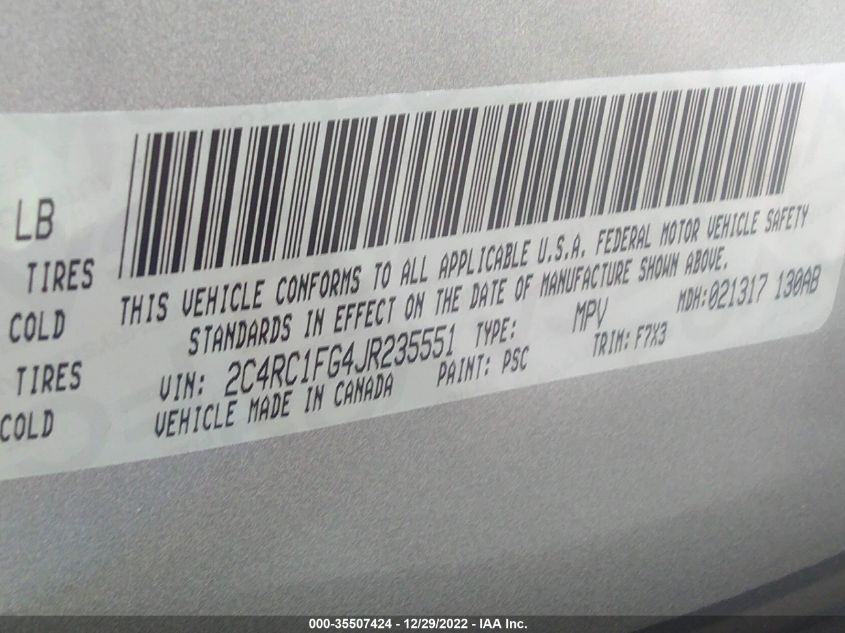 LB
TIRES
COLD
TIRES
COLD
THIS VEHICLE CONFORMS TO ALL APPLICABLE U.S.A. FEDERAL MOTOR VEHICLE SAFETY
STANDARDS IN EFFECT ON THE DATE OF MANUFACTURE SHOWN ABOVE.
VIN: 2C4RC1FG4JR235551 TYPE: MPV MDH:021317 130AB
VEHICLE MADE IN CANADA PAINT: PSC TRIM: F7X3
000-35507424 - 12/29/2022 - IAA Inc.